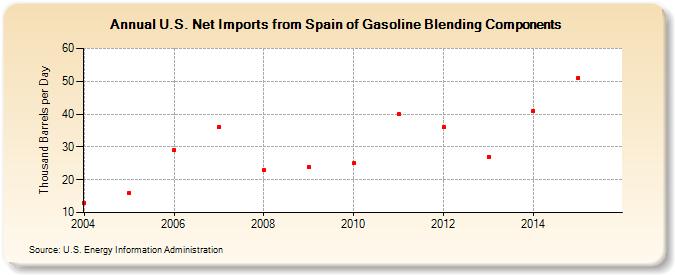 Annual U.S. Net Imports from Spain of Gasoline Blending Components
Thousand Barrels per Day
60
50
40
30
20
10
2004 2006 2008 2010 2012 2014
Source: U.S. Energy Information Administration